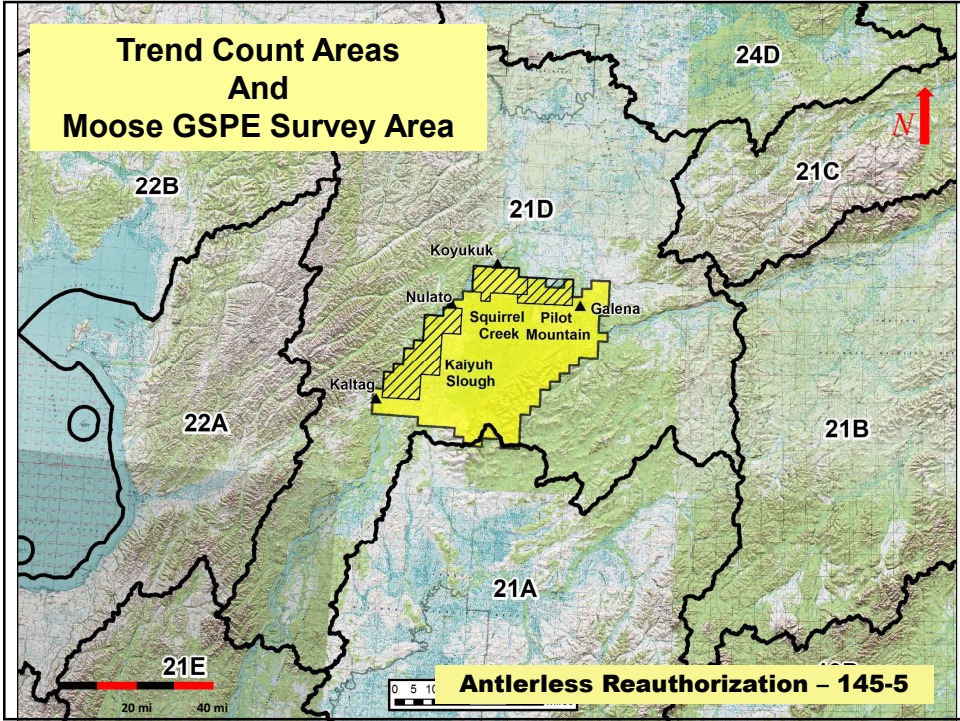 Trend Count Areas
And
Moose GSPE Survey Area
24D
N
21C
22B
21D
Koyukuk
Nulato
Galena
Squirrel
Creek
Pilot
Mountain
Kaiyuh
Slough
Kaltag
22A
21B
21A
21E
20 mi
40 mi
0 5 10
Antlerless Reauthorization – 145-5